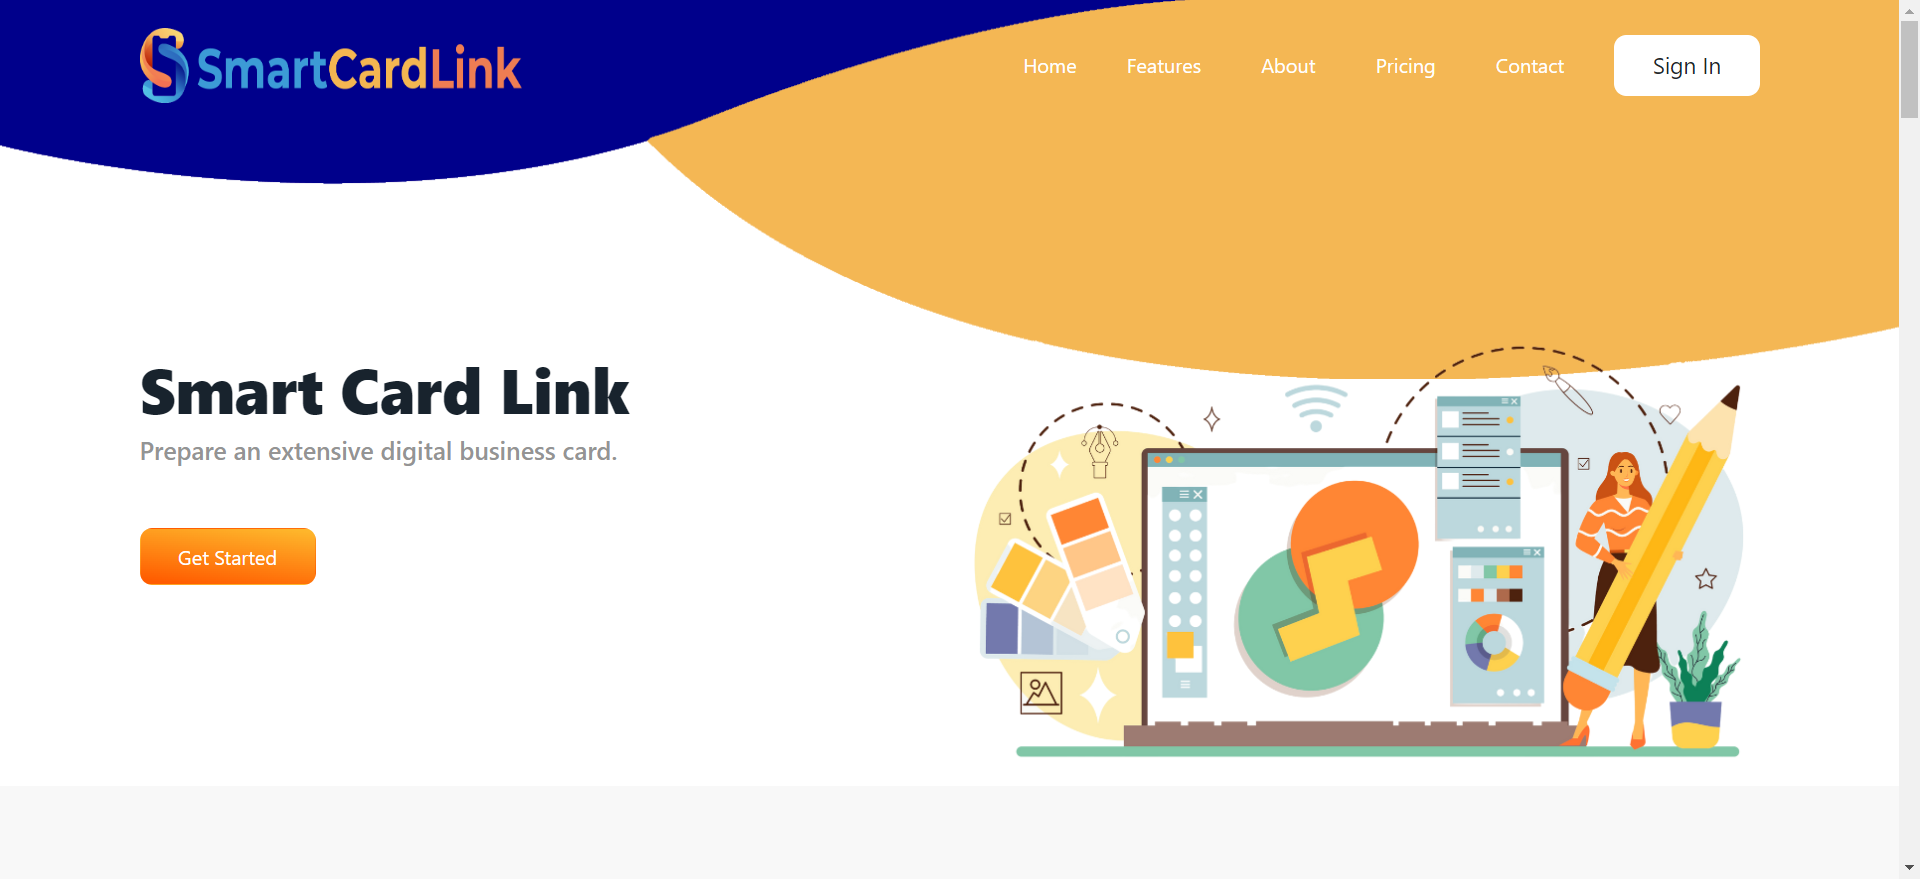 SmartCardLink
Home Features About Pricing Contact Sign In
Smart Card Link
Prepare an extensive digital business card.
Get Started